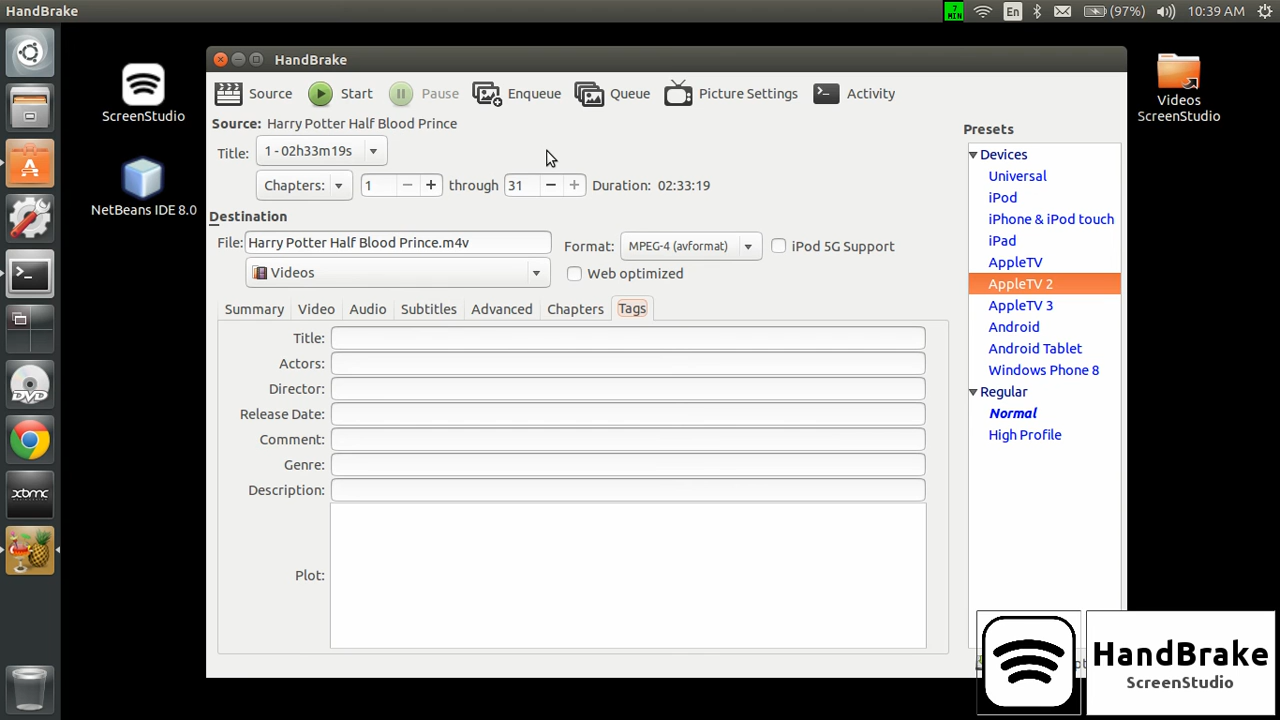 HandBrake
7 MIN
En
(97%)
10:39 AM
ScreenStudio
NetBeans IDE 8.0
DVD
xbmc
HandBrake
Source
Start
Pause
Enqueue
Queue
Picture Settings
Activity
Source: Harry Potter Half Blood Prince
Title: 1 - 02h33m19s
Chapters: 1 through 31 Duration: 02:33:19
Destination
File: Harry Potter Half Blood Prince.m4v
Format: MPEG-4 (avformat)
iPod 5G Support
Videos
Web optimized
Summary
Video
Audio
Subtitles
Advanced
Chapters
Tags
Title:
Actors:
Director:
Release Date:
Comment:
Genre:
Description:
Plot:
Presets
Devices
Universal
iPod
iPhone & iPod touch
iPad
AppleTV
AppleTV 2
AppleTV 3
Android
Android Tablet
Windows Phone 8
Regular
Normal
High Profile
Videos
ScreenStudio
HandBrake
ScreenStudio